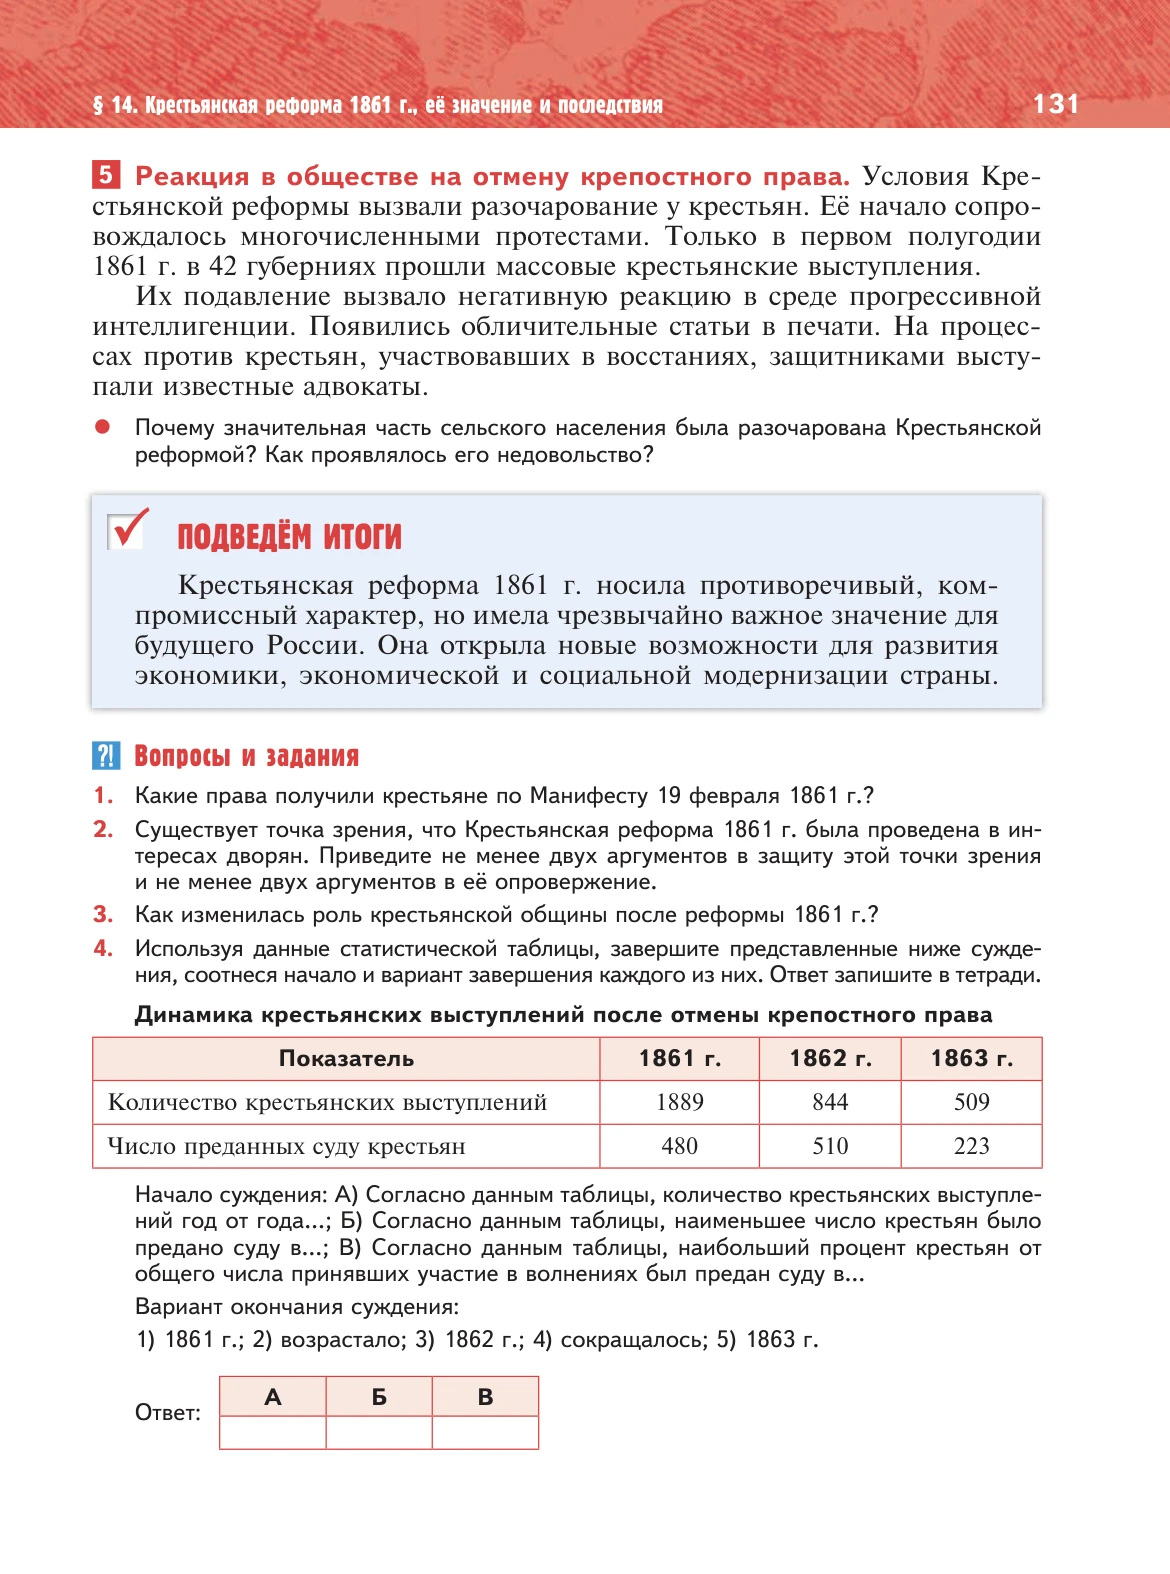 § 14. Крестьянская реформа 1861 г., её значение и последствия 131
5 Реакция в обществе на отмену крепостного права. Условия Кре-
стьянской реформы вызвали разочарование у крестьян. Её начало сопро-
вождалось многочисленными протестами. Только в первом полугодии
1861 г. в 42 губерниях прошли массовые крестьянские выступления.
Их подавление вызвало негативную реакцию в среде прогрессивной
интеллигенции. Появились обличительные статьи в печати. На процес-
сах против крестьян, участвовавших в восстаниях, защитниками высту-
пали известные адвокаты.
• Почему значительная часть сельского населения была разочарована Крестьянской
реформой? Как проявлялось его недовольство?
ПОДВЕДЁМ ИТОГИ
Крестьянская реформа 1861 г. носила противоречивый, ком-
промиссный характер, но имела чрезвычайно важное значение для
будущего России. Она открыла новые возможности для развития
экономики, экономической и социальной модернизации страны.
?! Вопросы и задания
1. Какие права получили крестьяне по Манифесту 19 февраля 1861 г.?
2. Существует точка зрения, что Крестьянская реформа 1861 г. была проведена в ин-
тересах дворян. Приведите не менее двух аргументов в защиту этой точки зрения
и не менее двух аргументов в её опровержение.
3. Как изменилась роль крестьянской общины после реформы 1861 г.?
4. Используя данные статистической таблицы, завершите представленные ниже сужде-
ния, соотнеся начало и вариант завершения каждого из них. Ответ запишите в тетради.
Динамика крестьянских выступлений после отмены крепостного права
Показатель 1861 г. 1862 г. 1863 г.
Количество крестьянских выступлений 1889 844 509
Число преданных суду крестьян 480 510 223
Начало суждения: А) Согласно данным таблицы, количество крестьянских выступле-
ний год от года...; Б) Согласно данным таблицы, наименьшее число крестьян было
предано суду в...; В) Согласно данным таблицы, наибольший процент крестьян от
общего числа принявших участие в волнениях был предан суду в...
Вариант окончания суждения:
1) 1861 г.; 2) возрастало; 3) 1862 г.; 4) сокращалось; 5) 1863 г.
Ответ: А Б В